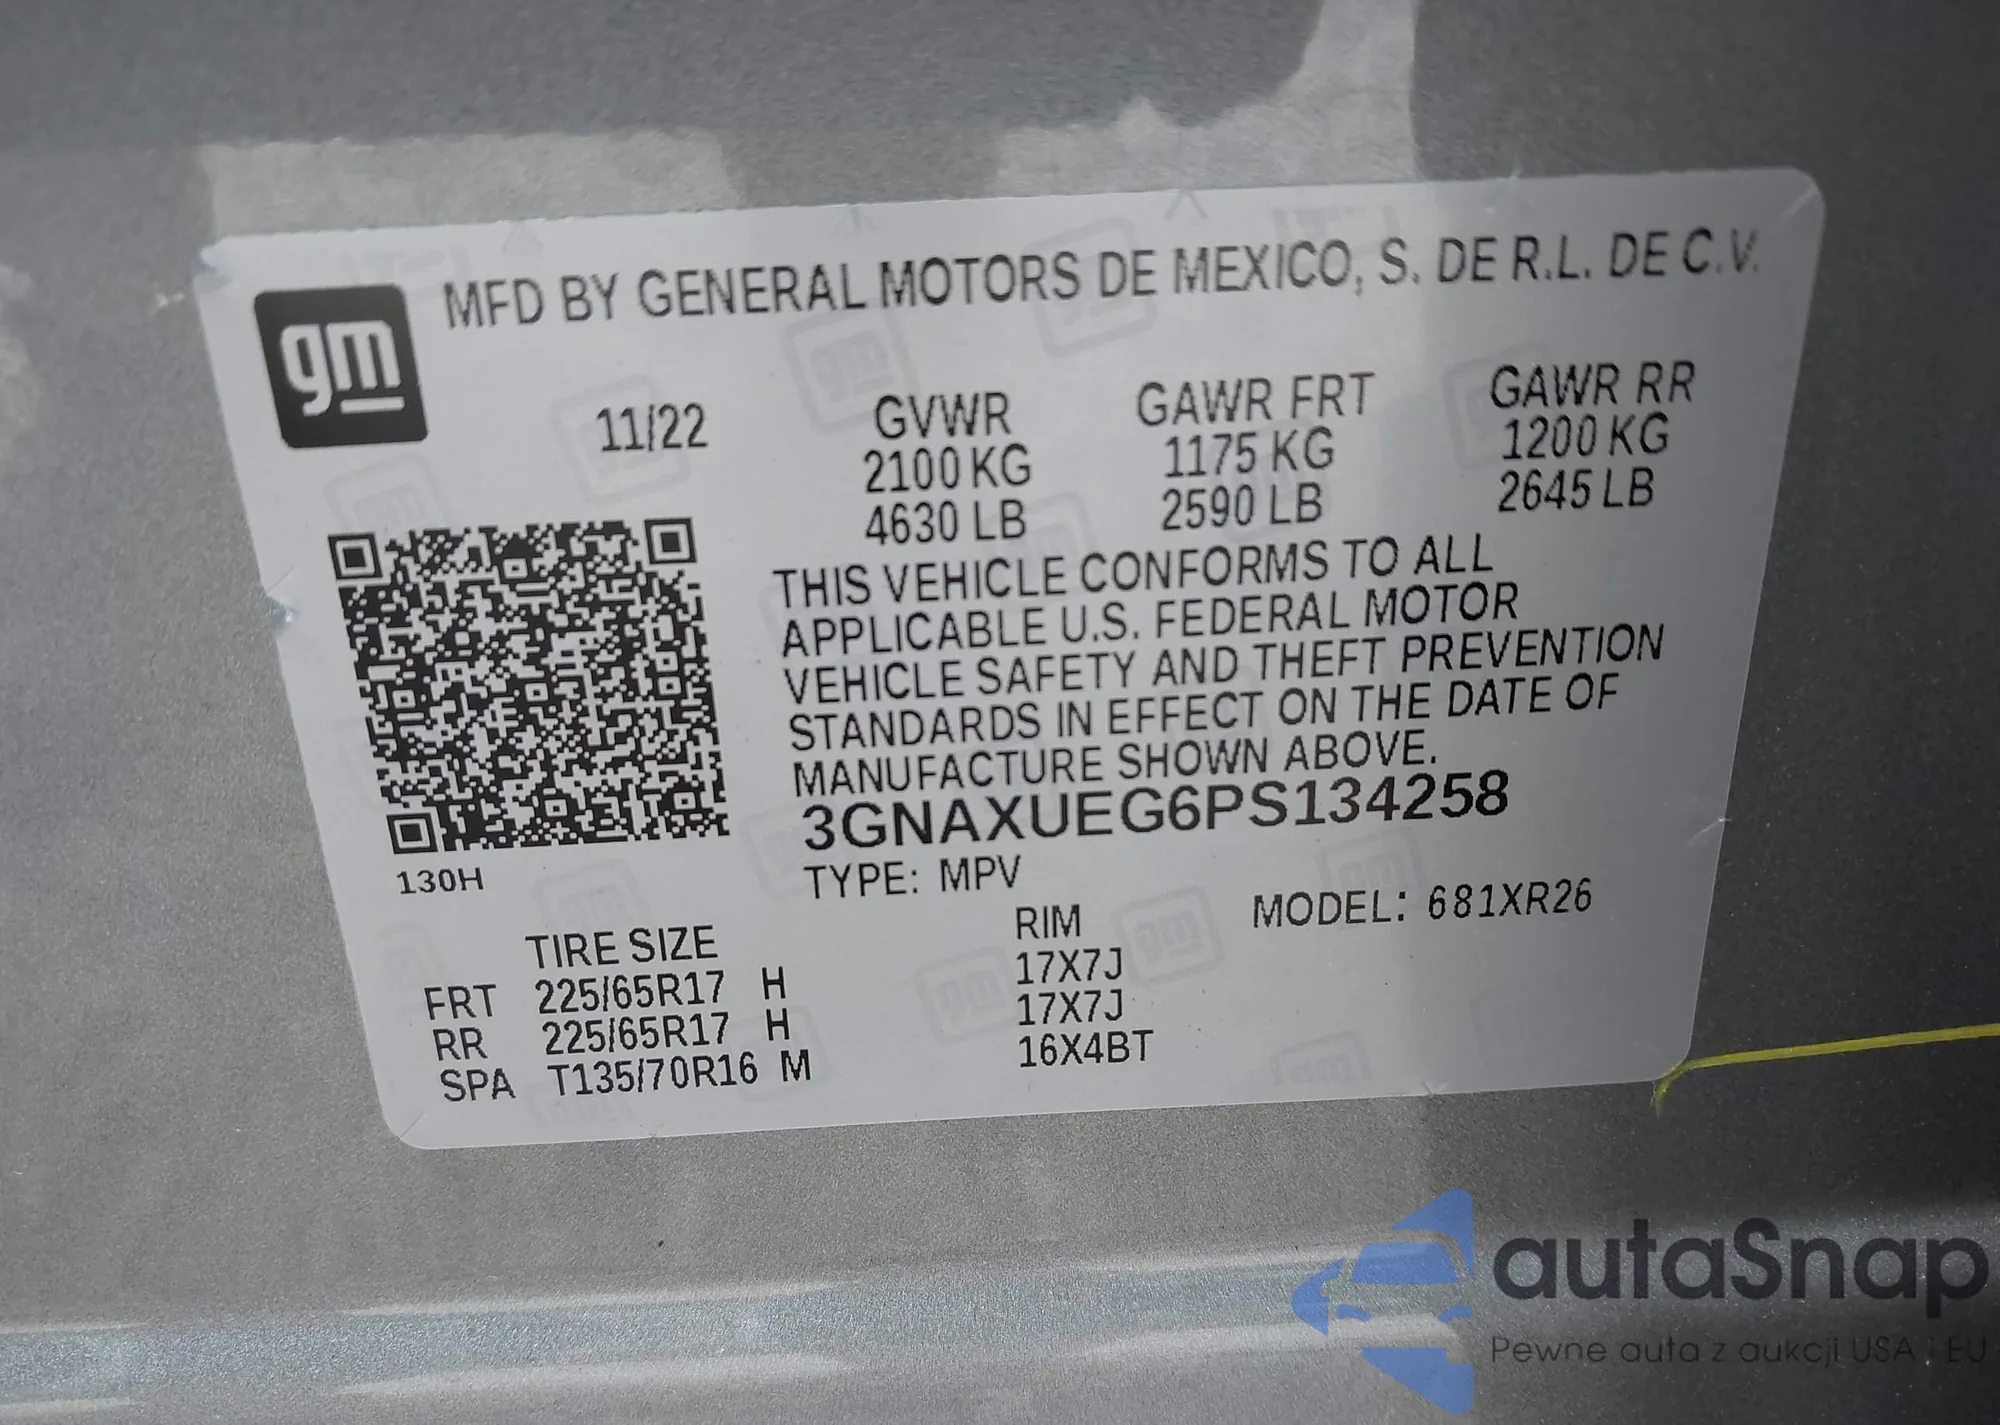 gm
MFD BY GENERAL MOTORS DE MEXICO, S. DE R.L. DE C.V.
11/22 GVWR GAWR FRT GAWR RR
2100 KG 1175 KG 1200 KG
4630 LB 2590 LB 2645 LB
THIS VEHICLE CONFORMS TO ALL
APPLICABLE U.S. FEDERAL MOTOR
VEHICLE SAFETY AND THEFT PREVENTION
STANDARDS IN EFFECT ON THE DATE OF
MANUFACTURE SHOWN ABOVE.
3GNAXUEG6PS134258
130H
TYPE: MPV MODEL: 681XR26
TIRE SIZE RIM
FRT 225/65R17 H 17X7J
RR 225/65R17 H 17X7J
SPA T135/70R16 M 16X4BT
autaSnap
Pewne auta z aukcji USA i EU